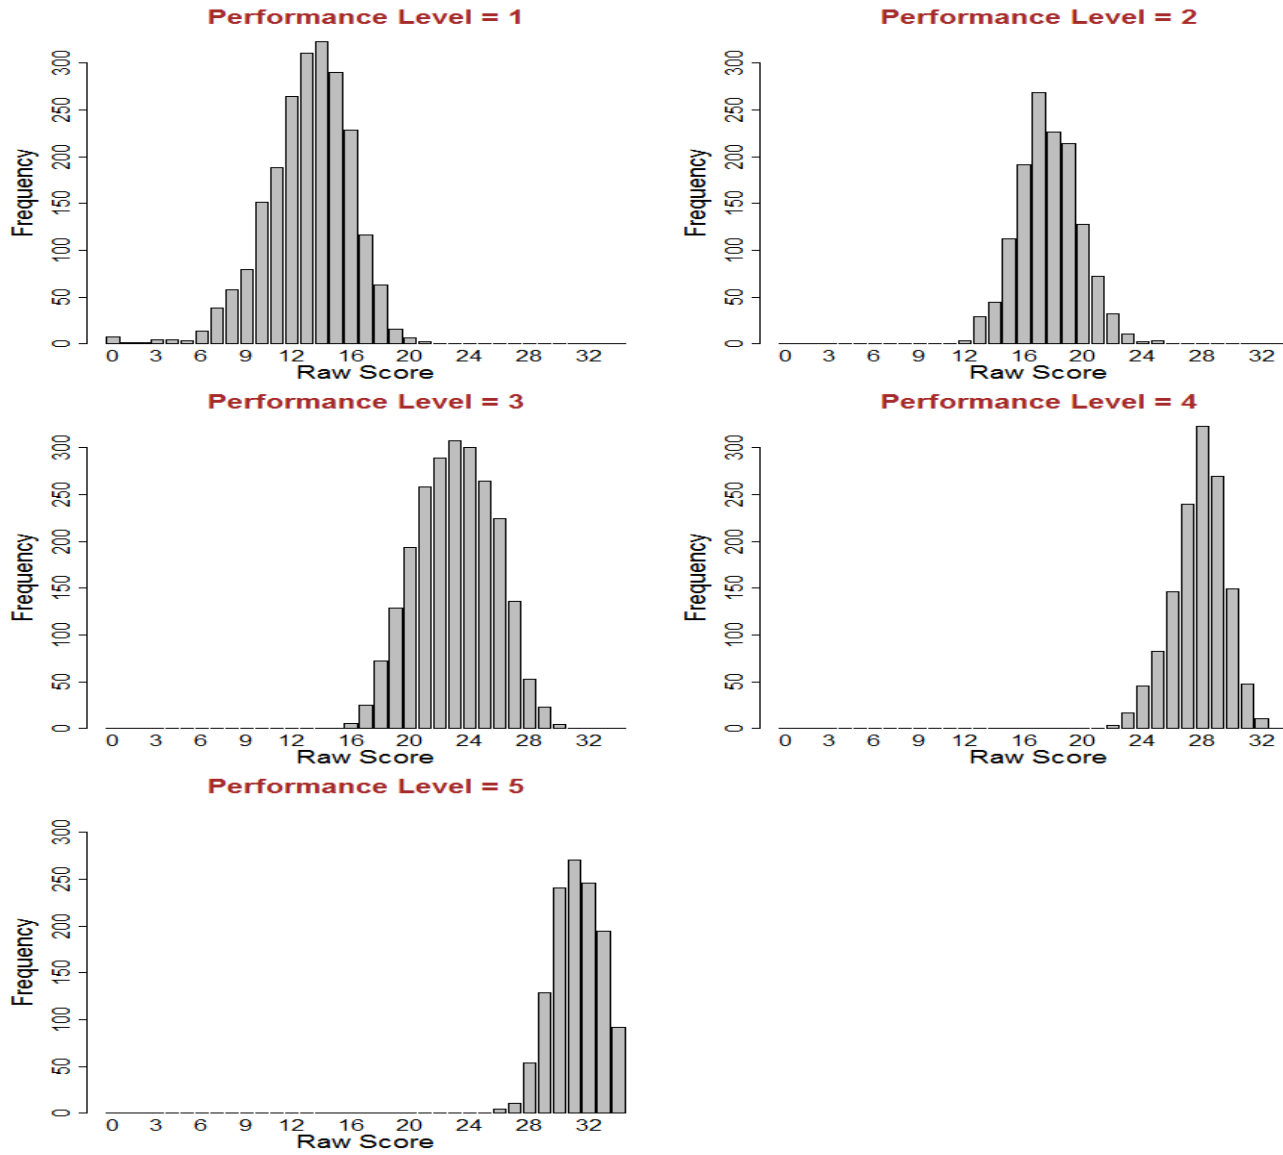 Performance Level = 1
Frequency
0 50 100 150 200 250 300
0 3 6 9 12 16 20 24 28 32
Raw Score
Performance Level = 2
Frequency
0 50 100 150 200 250 300
0 3 6 9 12 16 20 24 28 32
Raw Score
Performance Level = 3
Frequency
0 50 100 150 200 250 300
0 3 6 9 12 16 20 24 28 32
Raw Score
Performance Level = 4
Frequency
0 50 100 150 200 250 300
0 3 6 9 12 16 20 24 28 32
Raw Score
Performance Level = 5
Frequency
0 50 100 150 200 250 300
0 3 6 9 12 16 20 24 28 32
Raw Score